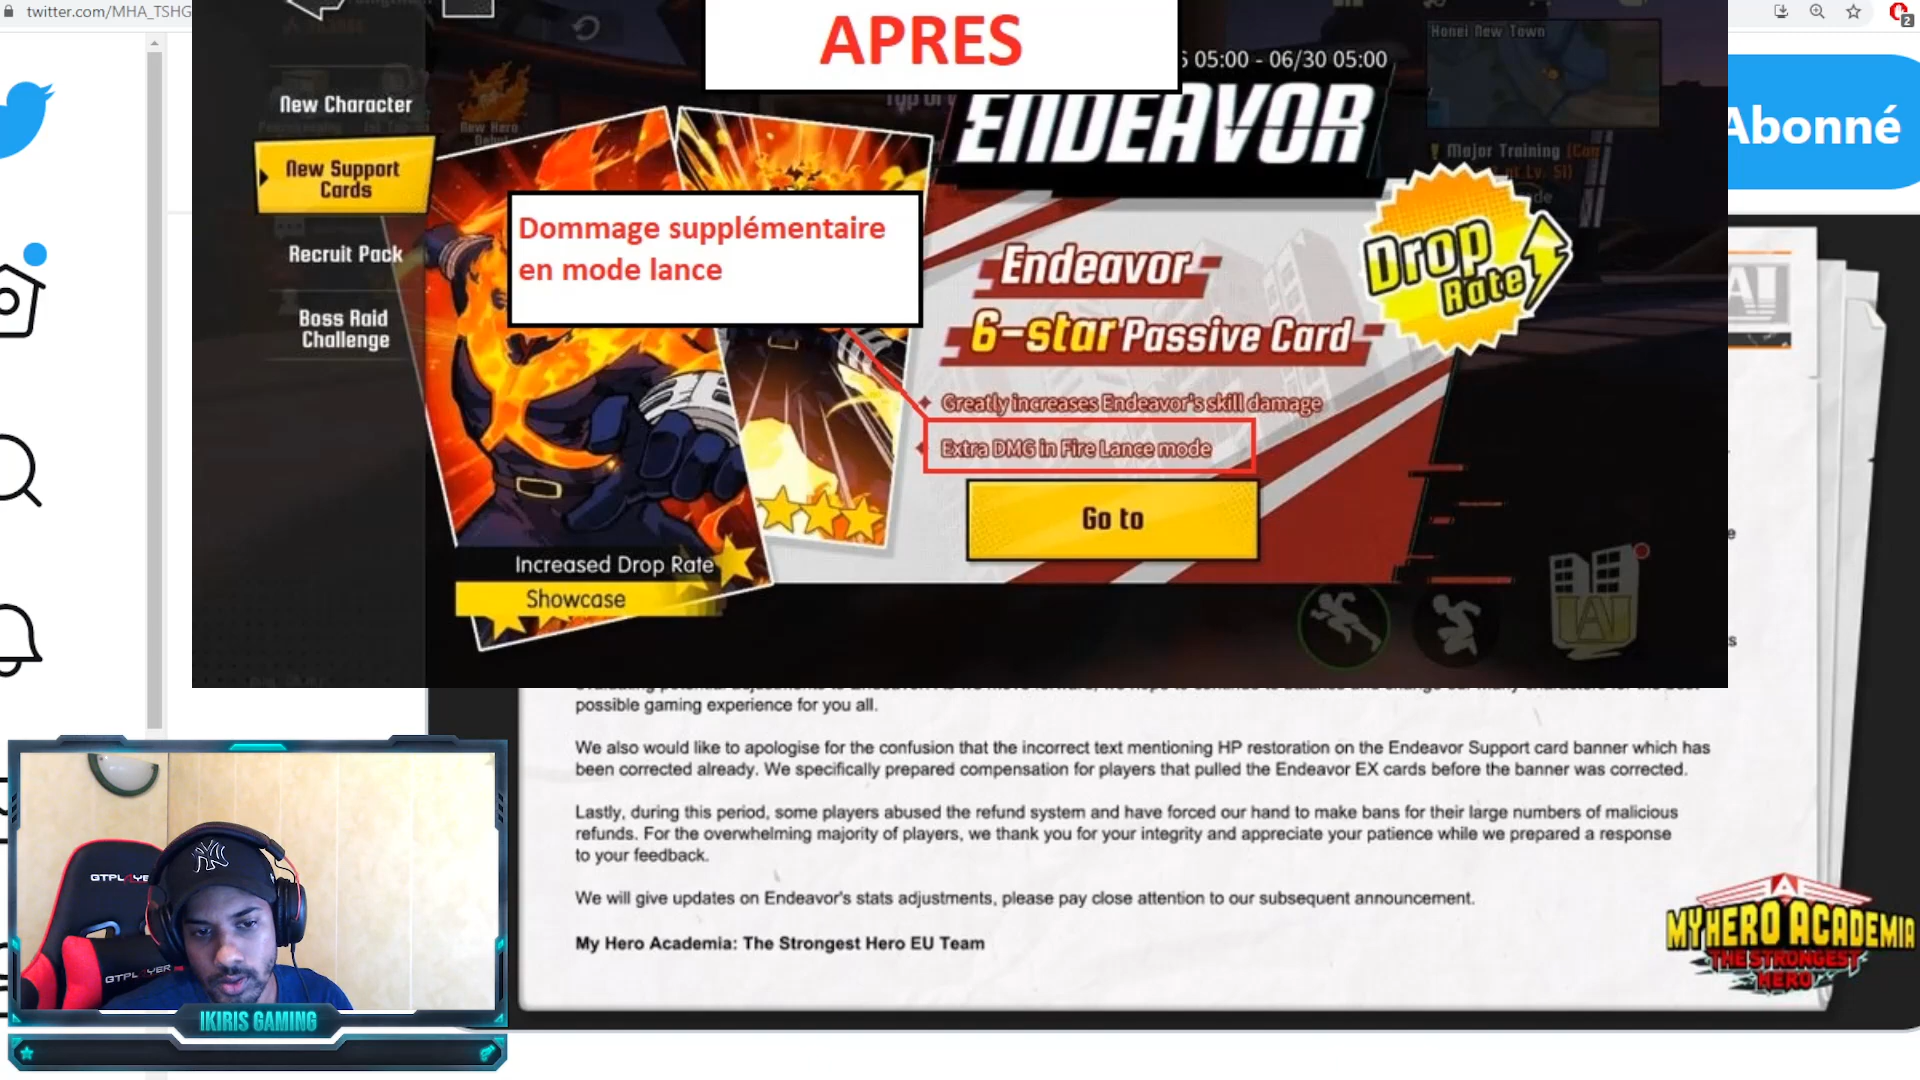 twitter.com/MHA_TSHG
2
APRES
05:00 - 06/30 05:00
Honei New Town
New Character
New Hero
ENDEAVOR
Abonné
Major Training
New Support
Cards
Dommage supplémentaire
en mode lance
Drop
Rate
Recruit Pack
Endeavor
6-star Passive Card
Boss Raid
Challenge
Greatly increases Endeavor's skill damage
Extra DMG in Fire Lance mode
Go to
Increased Drop Rate
Showcase
possible gaming experience for you all.
We also would like to apologise for the confusion that the incorrect text mentioning HP restoration on the Endeavor Support card banner which has
been corrected already. We specifically prepared compensation for players that pulled the Endeavor EX cards before the banner was corrected.
Lastly, during this period, some players abused the refund system and have forced our hand to make bans for their large numbers of malicious
refunds. For the overwhelming majority of players, we thank you for your integrity and appreciate your patience while we prepared a response
to your feedback.
We will give updates on Endeavor's stats adjustments, please pay close attention to our subsequent announcement.
My Hero Academia: The Strongest Hero EU Team
MY HERO ACADEMIA
THE STRONGEST
HERO
GTPLAYER
GTPLAYER
IKIRIS GAMING